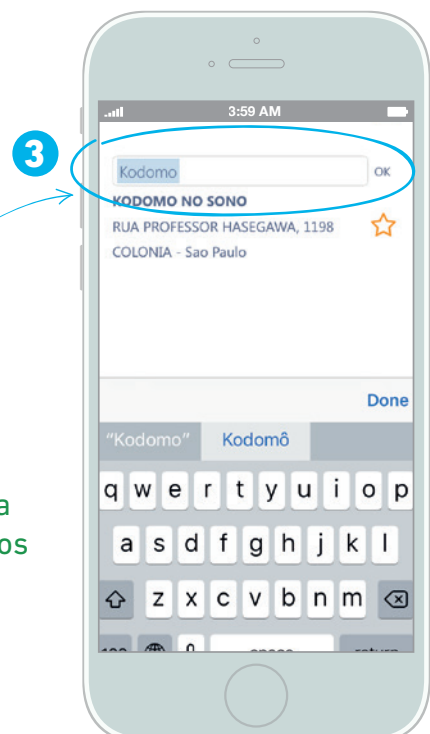 3
3:59 AM
Kodomo OK
KODOMO NO SONO
RUA PROFESSOR HASEGAWA, 1198
COLONIA - Sao Paulo
Done
"Kodomo" Kodomô
q w e r t y u i o p
a
os
a s d f g h j k l
z x c v b n m